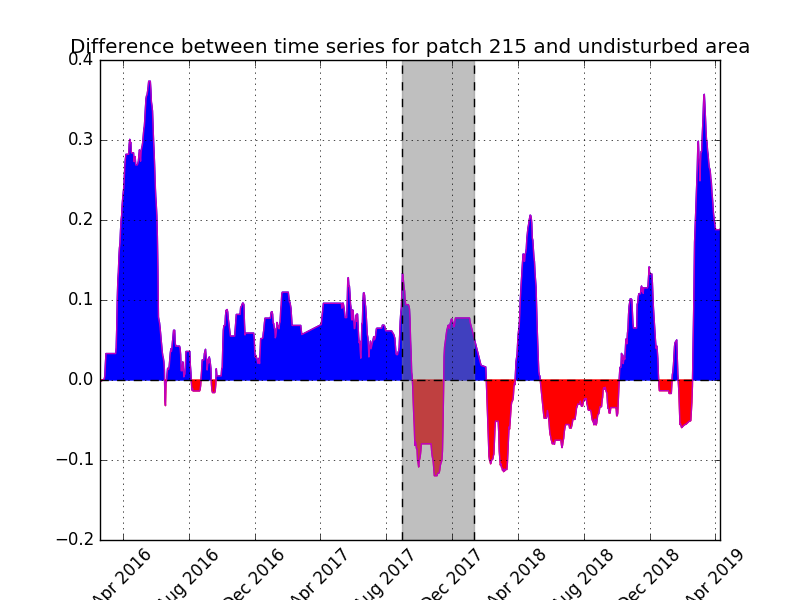 Difference between time series for patch 215 and undisturbed area
0.4
0.3
0.2
0.1
0.0
−0.1
−0.2
Apr 2016
Aug 2016
Dec 2016
Apr 2017
Aug 2017
Dec 2017
Apr 2018
Aug 2018
Dec 2018
Apr 2019